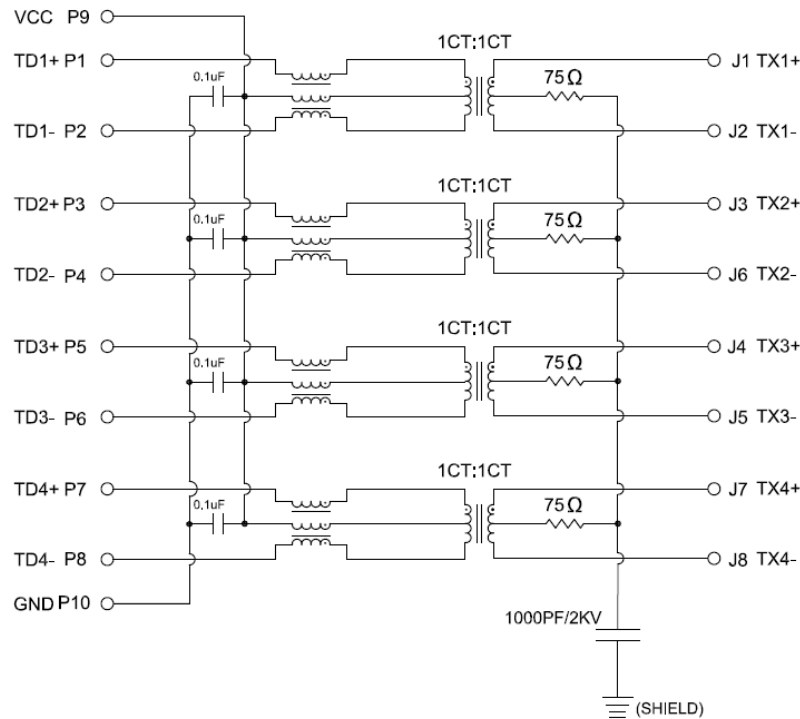 VCC P9
1CT:1CT
TD1+ P1
J1 TX1+
0.1uF
75Ω
TD1- P2
J2 TX1-
1CT:1CT
TD2+ P3
J3 TX2+
0.1uF
75Ω
TD2- P4
J6 TX2-
1CT:1CT
TD3+ P5
J4 TX3+
0.1uF
75Ω
TD3- P6
J5 TX3-
1CT:1CT
TD4+ P7
J7 TX4+
0.1uF
75Ω
TD4- P8
J8 TX4-
GND P10
1000PF/2KV
(SHIELD)